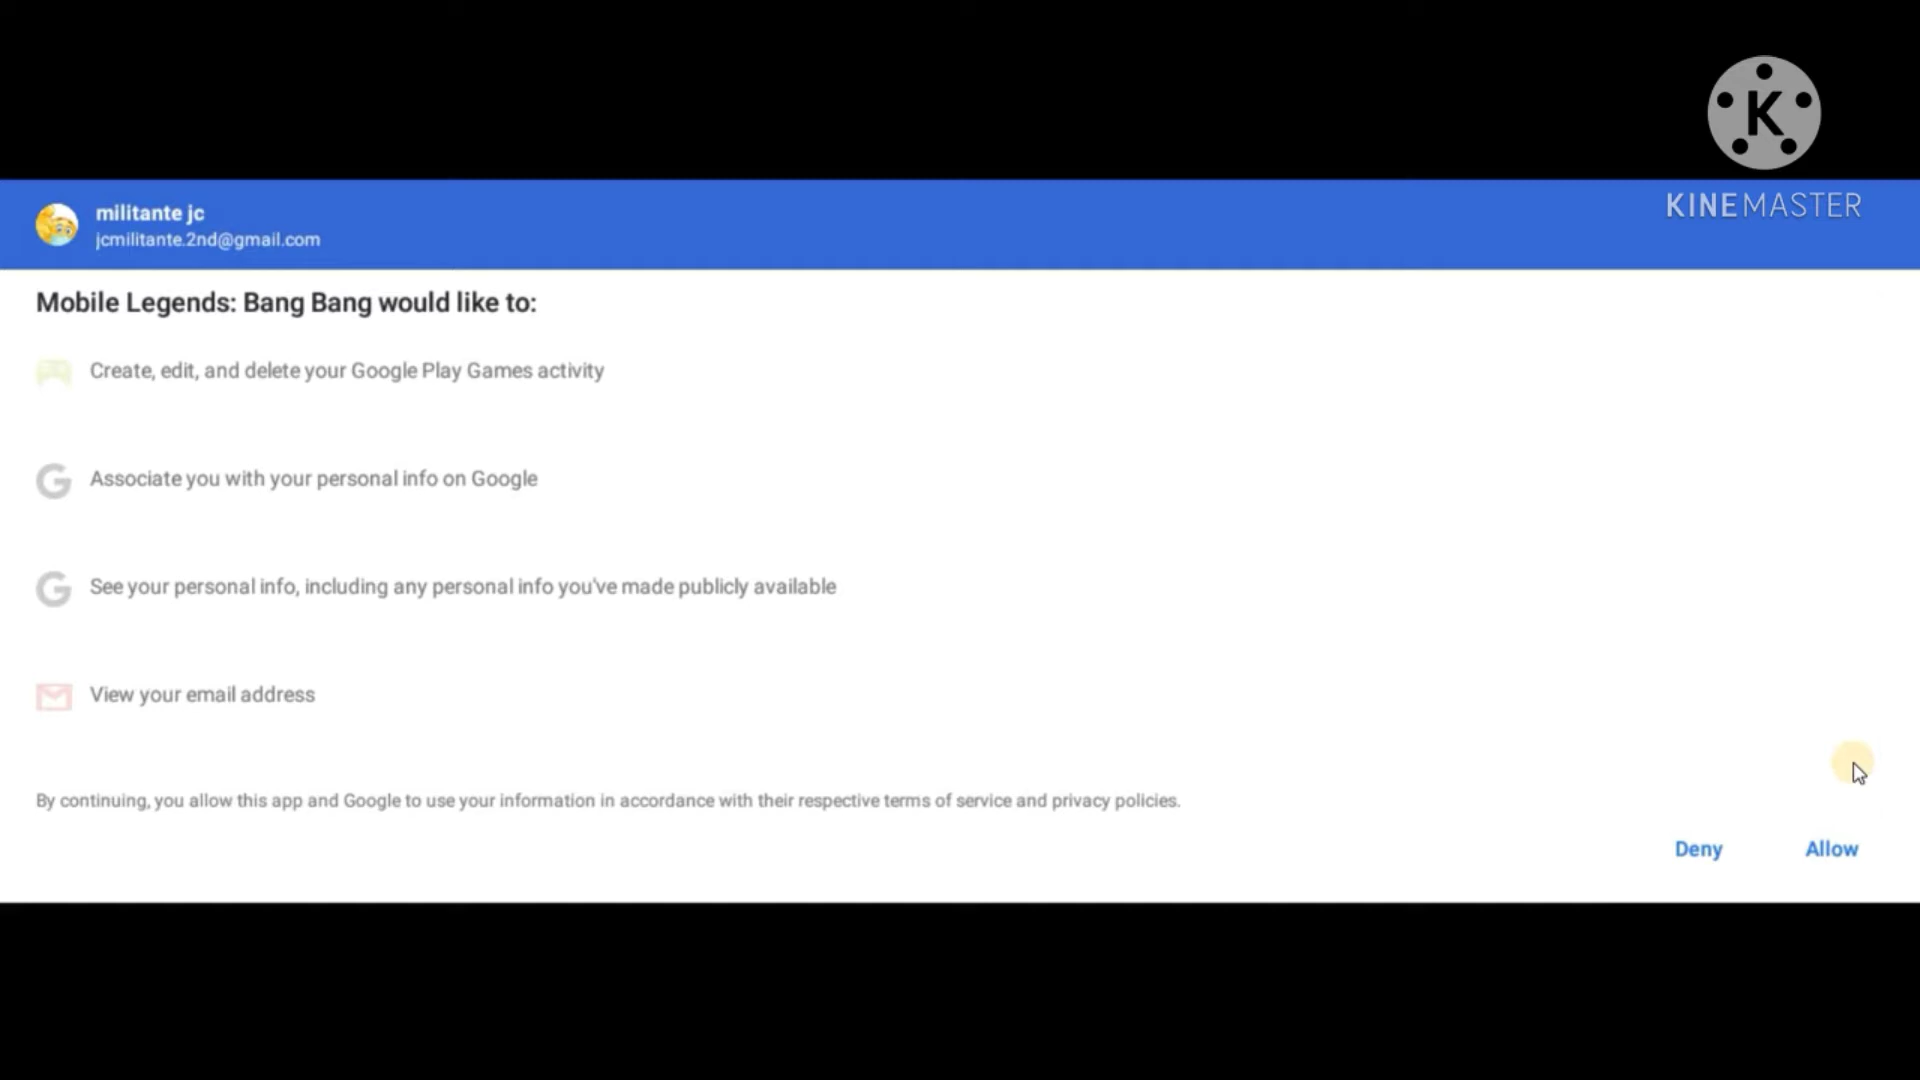 K
KINEMASTER
militante jc
jcmilitante.2nd@gmail.com
Mobile Legends: Bang Bang would like to:
Create, edit, and delete your Google Play Games activity
G
Associate you with your personal info on Google
G
See your personal info, including any personal info you've made publicly available
View your email address
By continuing, you allow this app and Google to use your information in accordance with their respective terms of service and privacy policies.
Deny
Allow